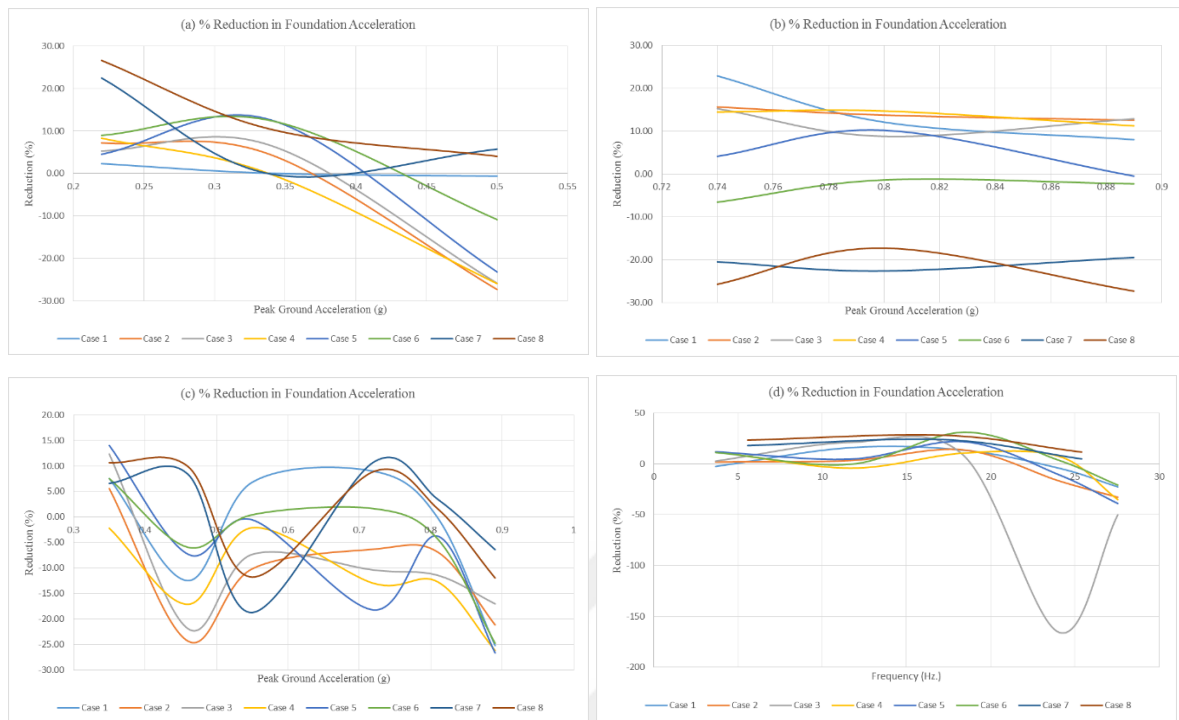 (a) % Reduction in Foundation Acceleration
30.00
20.00
10.00
0.00
-10.00
-20.00
-30.00
0.2 0.25 0.3 0.35 0.4 0.45 0.5 0.55
Reduction (%)
Peak Ground Acceleration (g)
Case 1 Case 2 Case 3 Case 4 Case 5 Case 6 Case 7 Case 8
(b) % Reduction in Foundation Acceleration
30.00
20.00
10.00
0.00
-10.00
-20.00
-30.00
0.72 0.74 0.76 0.78 0.8 0.82 0.84 0.86 0.88 0.9
Reduction (%)
Peak Ground Acceleration (g)
Case 1 Case 2 Case 3 Case 4 Case 5 Case 6 Case 7 Case 8
(c) % Reduction in Foundation Acceleration
20.00
15.00
10.00
5.00
0.00
-5.00
-10.00
-15.00
-20.00
-25.00
-30.00
0.3 0.4 0.5 0.6 0.7 0.8 0.9 1
Reduction (%)
Peak Ground Acceleration (g)
Case 1 Case 2 Case 3 Case 4 Case 5 Case 6 Case 7 Case 8
(d) % Reduction in Foundation Acceleration
50
0
-50
-100
-150
-200
0 5 10 15 20 25 30
Reduction (%)
Frequency (Hz.)
Case 1 Case 2 Case 3 Case 4 Case 5 Case 6 Case 7 Case 8